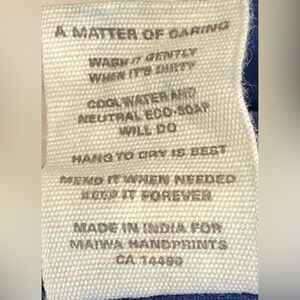 A MATTER OF CARING
WASH IT GENTLY
WHEN IT'S DIRTY
COOL WATER AND
NEUTRAL ECO-SOAP
WILL DO
HANG TO DRY IS BEST
MEND IT WHEN NEEDED
KEEP IT FOREVER
MADE IN INDIA FOR
MAIWA HANDPRINTS
CA 14490